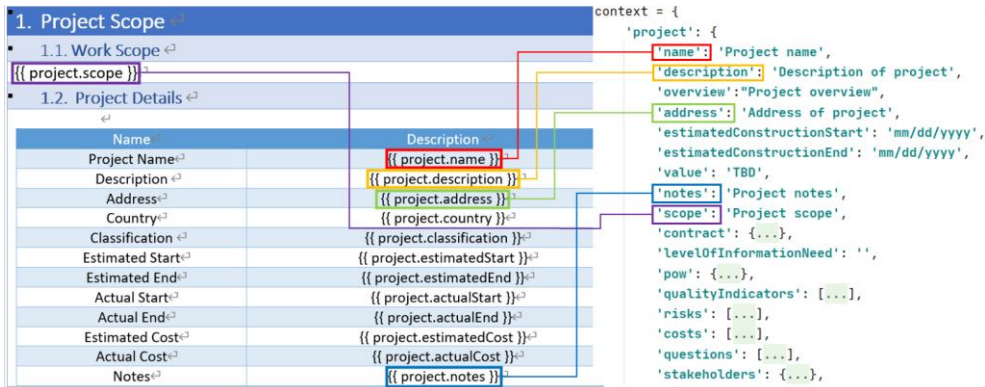 1. Project Scope
1.1. Work Scope
{{ project.scope }}
1.2. Project Details
Name Description
Project Name {{ project.name }}
Description {{ project.description }}
Address {{ project.address }}
Country {{ project.country }}
Classification {{ project.classification }}
Estimated Start {{ project.estimatedStart }}
Estimated End {{ project.estimatedEnd }}
Actual Start {{ project.actualStart }}
Actual End {{ project.actualEnd }}
Estimated Cost {{ project.estimatedCost }}
Actual Cost {{ project.actualCost }}
Notes {{ project.notes }}
context = {
'project': {
'name': 'Project name',
'description': 'Description of project',
'overview':"Project overview",
'address': 'Address of project',
'estimatedConstructionStart': 'mm/dd/yyyy',
'estimatedConstructionEnd': 'mm/dd/yyyy',
'value': 'TBD',
'notes': 'Project notes',
'scope': 'Project scope',
'contract': {...},
'levelOfInformationNeed': '',
'pow': {...},
'qualityIndicators': [...],
'risks': [...],
'costs': [...],
'questions': [...],
'stakeholders': {...},